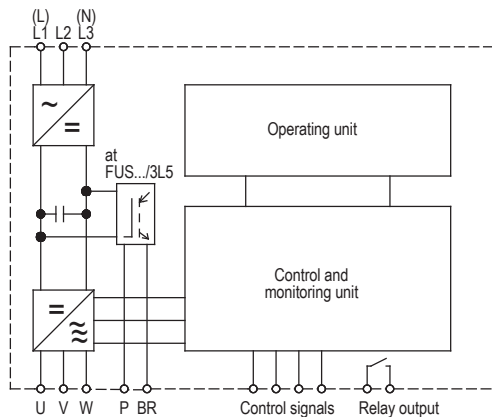 (L) (N)
L1 L2 L3
~
=
Operating unit
at
FUS.../3L5
Control and
monitoring unit
=
≈
U V W P BR Control signals Relay output